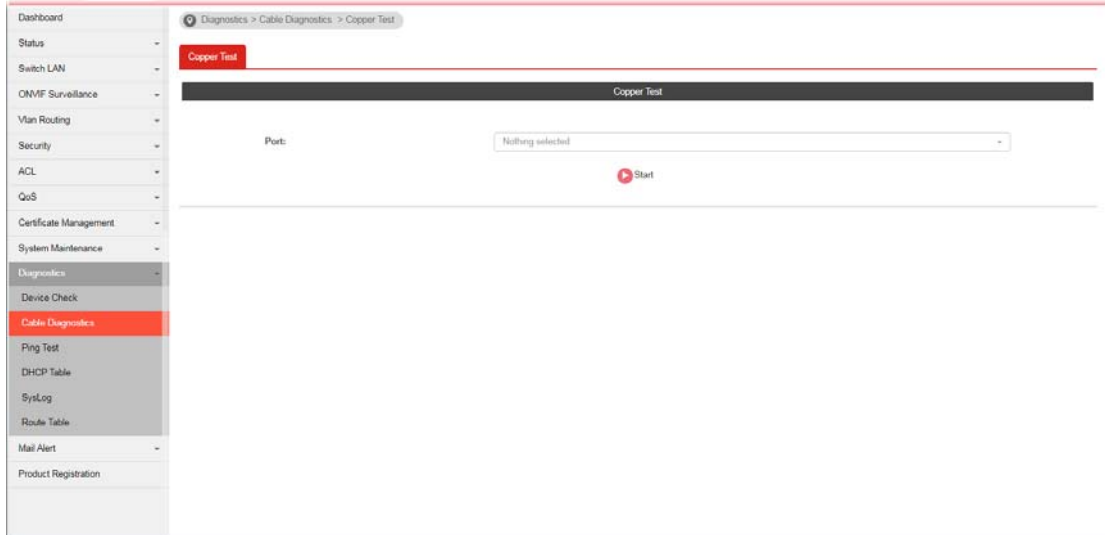 Dashboard
Status
Switch LAN
ONVIF Surveillance
Vlan Routing
Security
ACL
QoS
Certificate Management
System Maintenance
Diagnostics
Device Check
Cable Diagnostics
Ping Test
DHCP Table
SysLog
Route Table
Mail Alert
Product Registration
Diagnostics > Cable Diagnostics > Copper Test
Copper Test
Copper Test
Port:
Nothing selected
Start